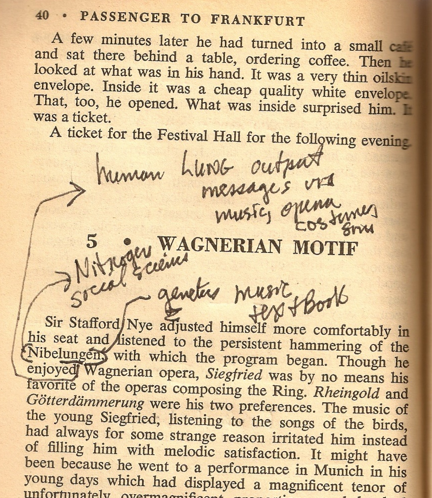 40 · PASSENGER TO FRANKFURT
A few minutes later he had turned into a small café
and sat there behind a table, ordering coffee. Then he
looked at what was in his hand. It was a very thin oilskin
envelope. Inside it was a cheap quality white envelope.
That, too, he opened. What was inside surprised him. It
was a ticket.
A ticket for the Festival Hall for the following evening.
human LUNG output
messages via
music, opera
costumes
5 · WAGNERIAN MOTIF
Nitrogen
social science
genetics music
text Book
Sir Stafford Nye adjusted himself more comfortably in
his seat and listened to the persistent hammering of the
Nibelungen, with which the program began. Though he
enjoyed Wagnerian opera, Siegfried was by no means his
favorite of the operas composing the Ring. Rheingold and
Götterdämmerung were his two preferences. The music of
the young Siegfried, listening to the songs of the birds,
had always for some strange reason irritated him instead
of filling him with melodic satisfaction. It might have
been because he went to a performance in Munich in his
young days which had displayed a magnificent tenor of
unfortunately overmagnificent